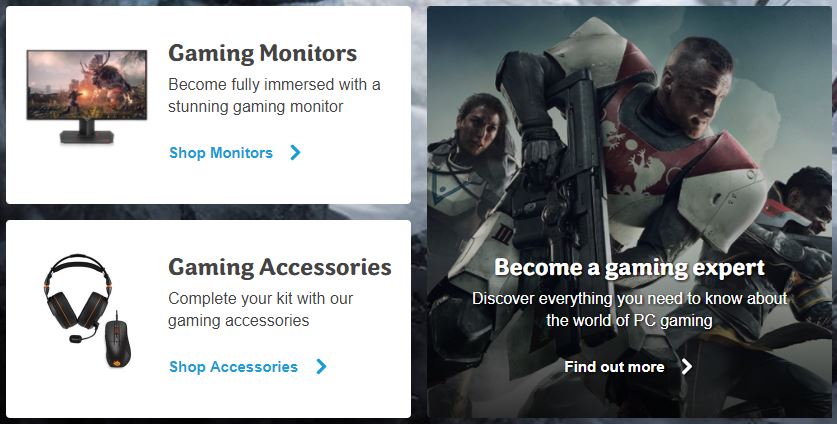 Gaming Monitors
Become fully immersed with a
stunning gaming monitor
Shop Monitors
Gaming Accessories
Complete your kit with our
gaming accessories
Shop Accessories
Become a gaming expert
Discover everything you need to know about
the world of PC gaming
Find out more